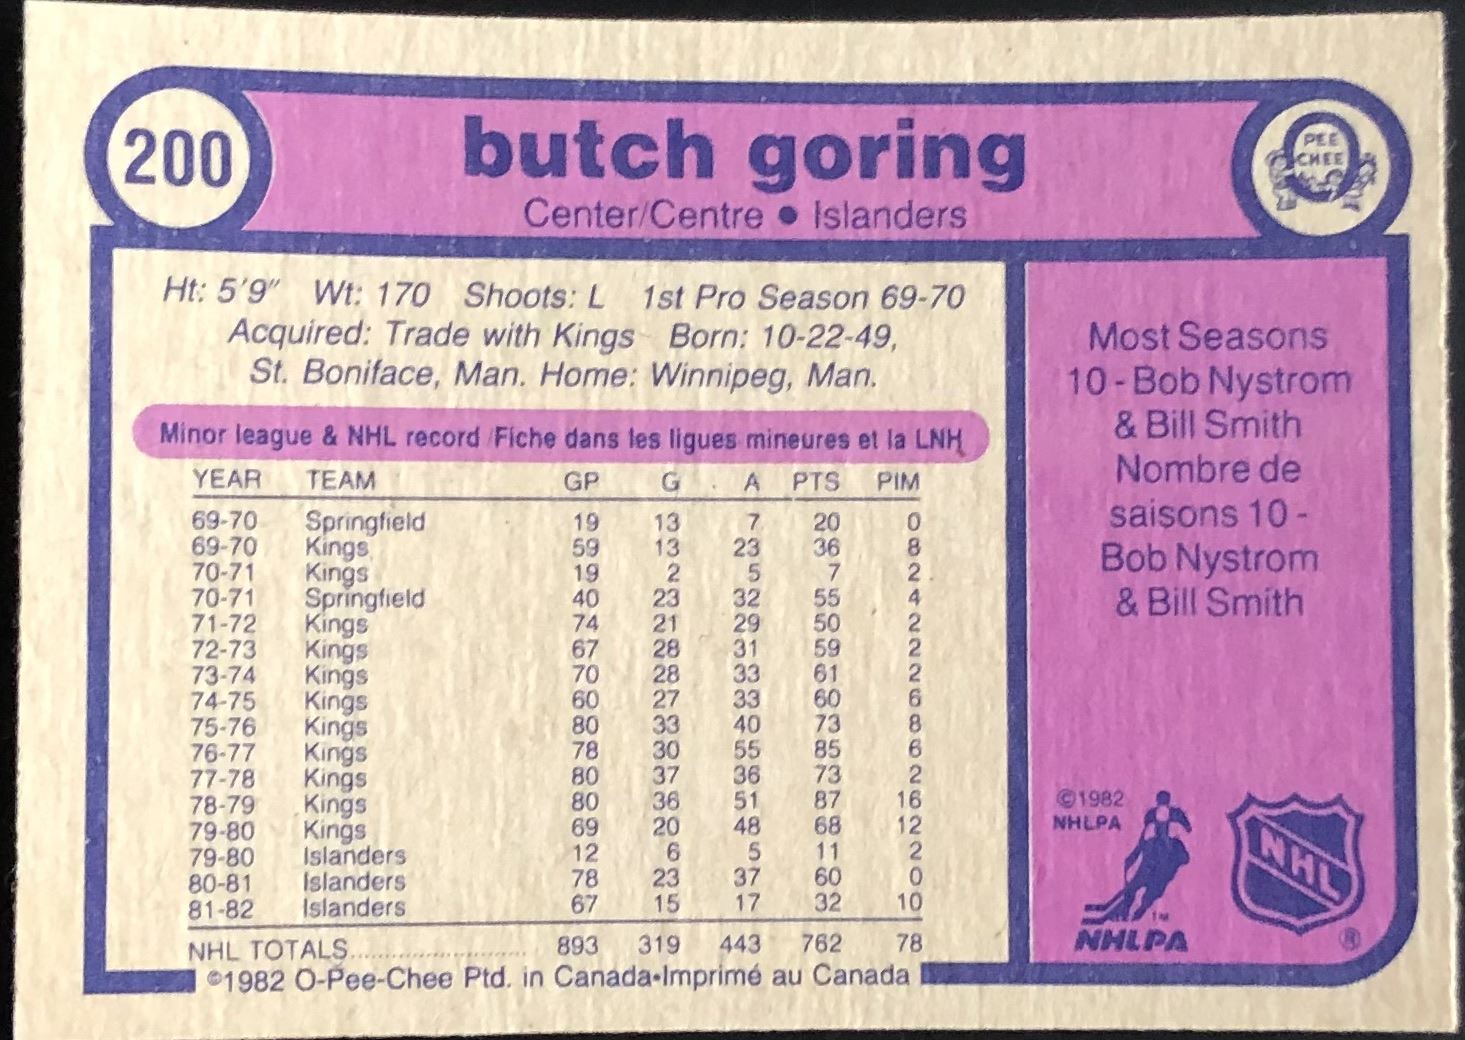 200
butch goring
Center/Centre • Islanders
PEE
CHEE
Ht: 5'9" Wt: 170 Shoots: L 1st Pro Season 69-70
Acquired: Trade with Kings Born: 10-22-49,
St. Boniface, Man. Home: Winnipeg, Man.
Minor league & NHL record /Fiche dans les ligues mineures et la LNH
YEAR TEAM GP G A PTS PIM
69-70 Springfield 19 13 7 20 0
69-70 Kings 59 13 23 36 8
70-71 Kings 19 2 5 7 2
70-71 Springfield 40 23 32 55 4
71-72 Kings 74 21 29 50 2
72-73 Kings 67 28 31 59 2
73-74 Kings 70 28 33 61 2
74-75 Kings 60 27 33 60 6
75-76 Kings 80 33 40 73 8
76-77 Kings 78 30 55 85 6
77-78 Kings 80 37 36 73 2
78-79 Kings 80 36 51 87 16
79-80 Kings 69 20 48 68 12
79-80 Islanders 12 6 5 11 2
80-81 Islanders 78 23 37 60 0
81-82 Islanders 67 15 17 32 10
NHL TOTALS........................ 893 319 443 762 78
©1982 O-Pee-Chee Ptd. in Canada•Imprimé au Canada
Most Seasons
10 - Bob Nystrom
& Bill Smith
Nombre de
saisons 10 -
Bob Nystrom
& Bill Smith
©1982
NHLPA
TM
NHLPA
NHL
®